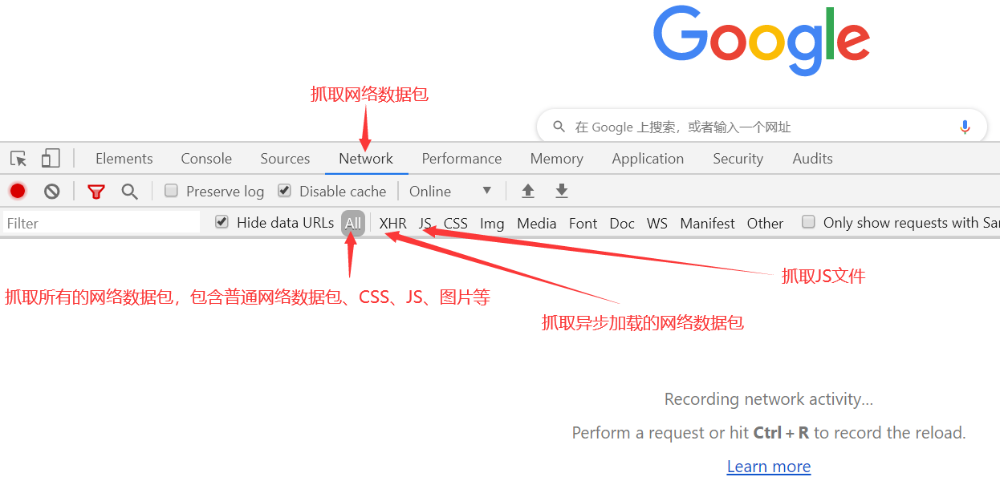 Google
抓取网络数据包
在 Google 上搜索，或者输入一个网址
Elements Console Sources Network Performance Memory Application Security Audits
Preserve log Disable cache Online
Filter Hide data URLs All XHR JS CSS Img Media Font Doc WS Manifest Other Only show requests with Sa
抓取JS文件
抓取所有的网络数据包，包含普通网络数据包、CSS、JS、图片等
抓取异步加载的网络数据包
Recording network activity...
Perform a request or hit Ctrl + R to record the reload.
Learn more